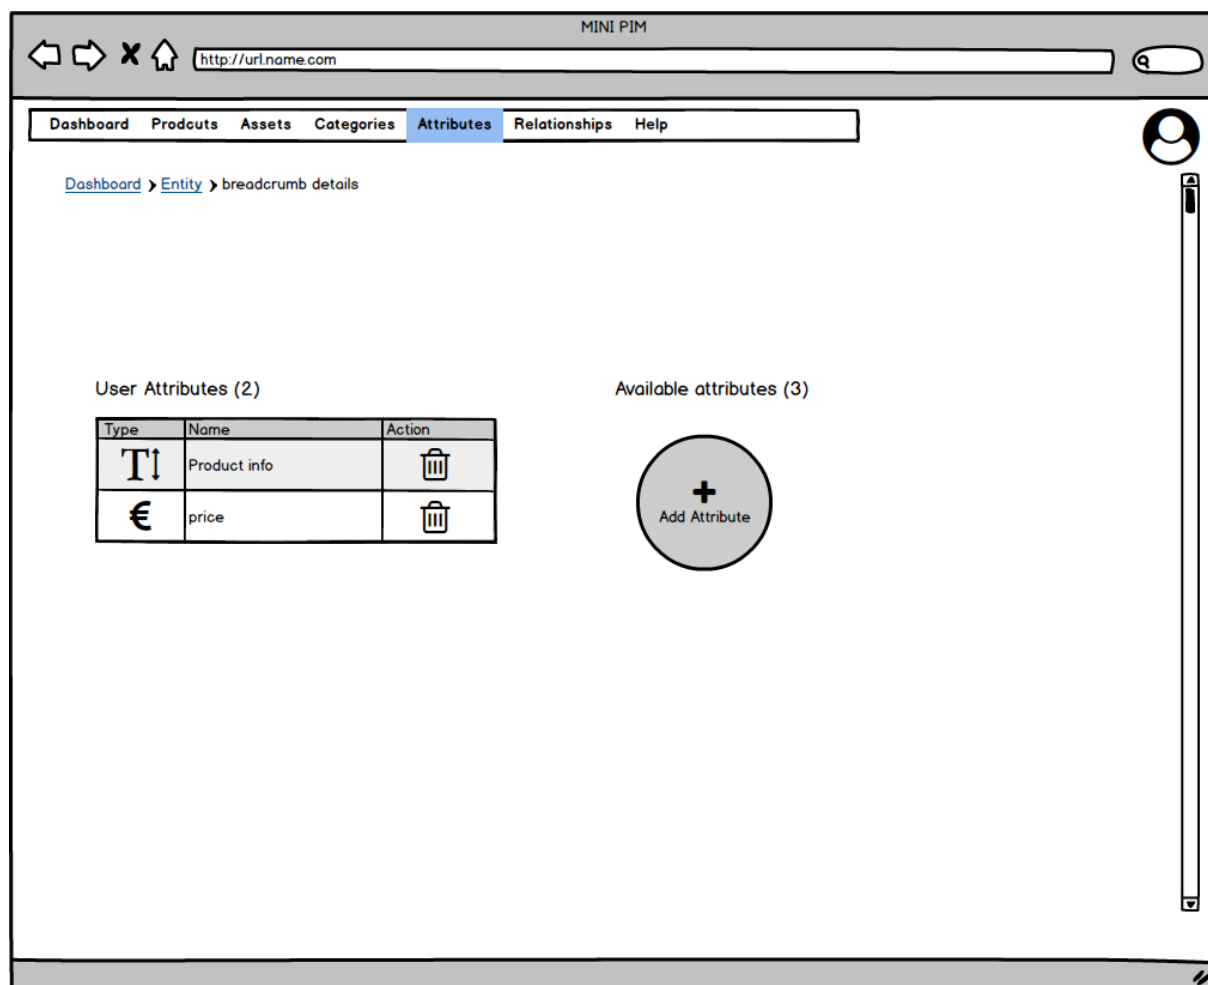 MINI PIM
http://url.name.com
Dashboard Prodcuts Assets Categories Attributes Relationships Help
Dashboard Entity breadcrumb details
User Attributes (2)
Available attributes (3)
Type Name Action
T Product info
€ price
Add Attribute